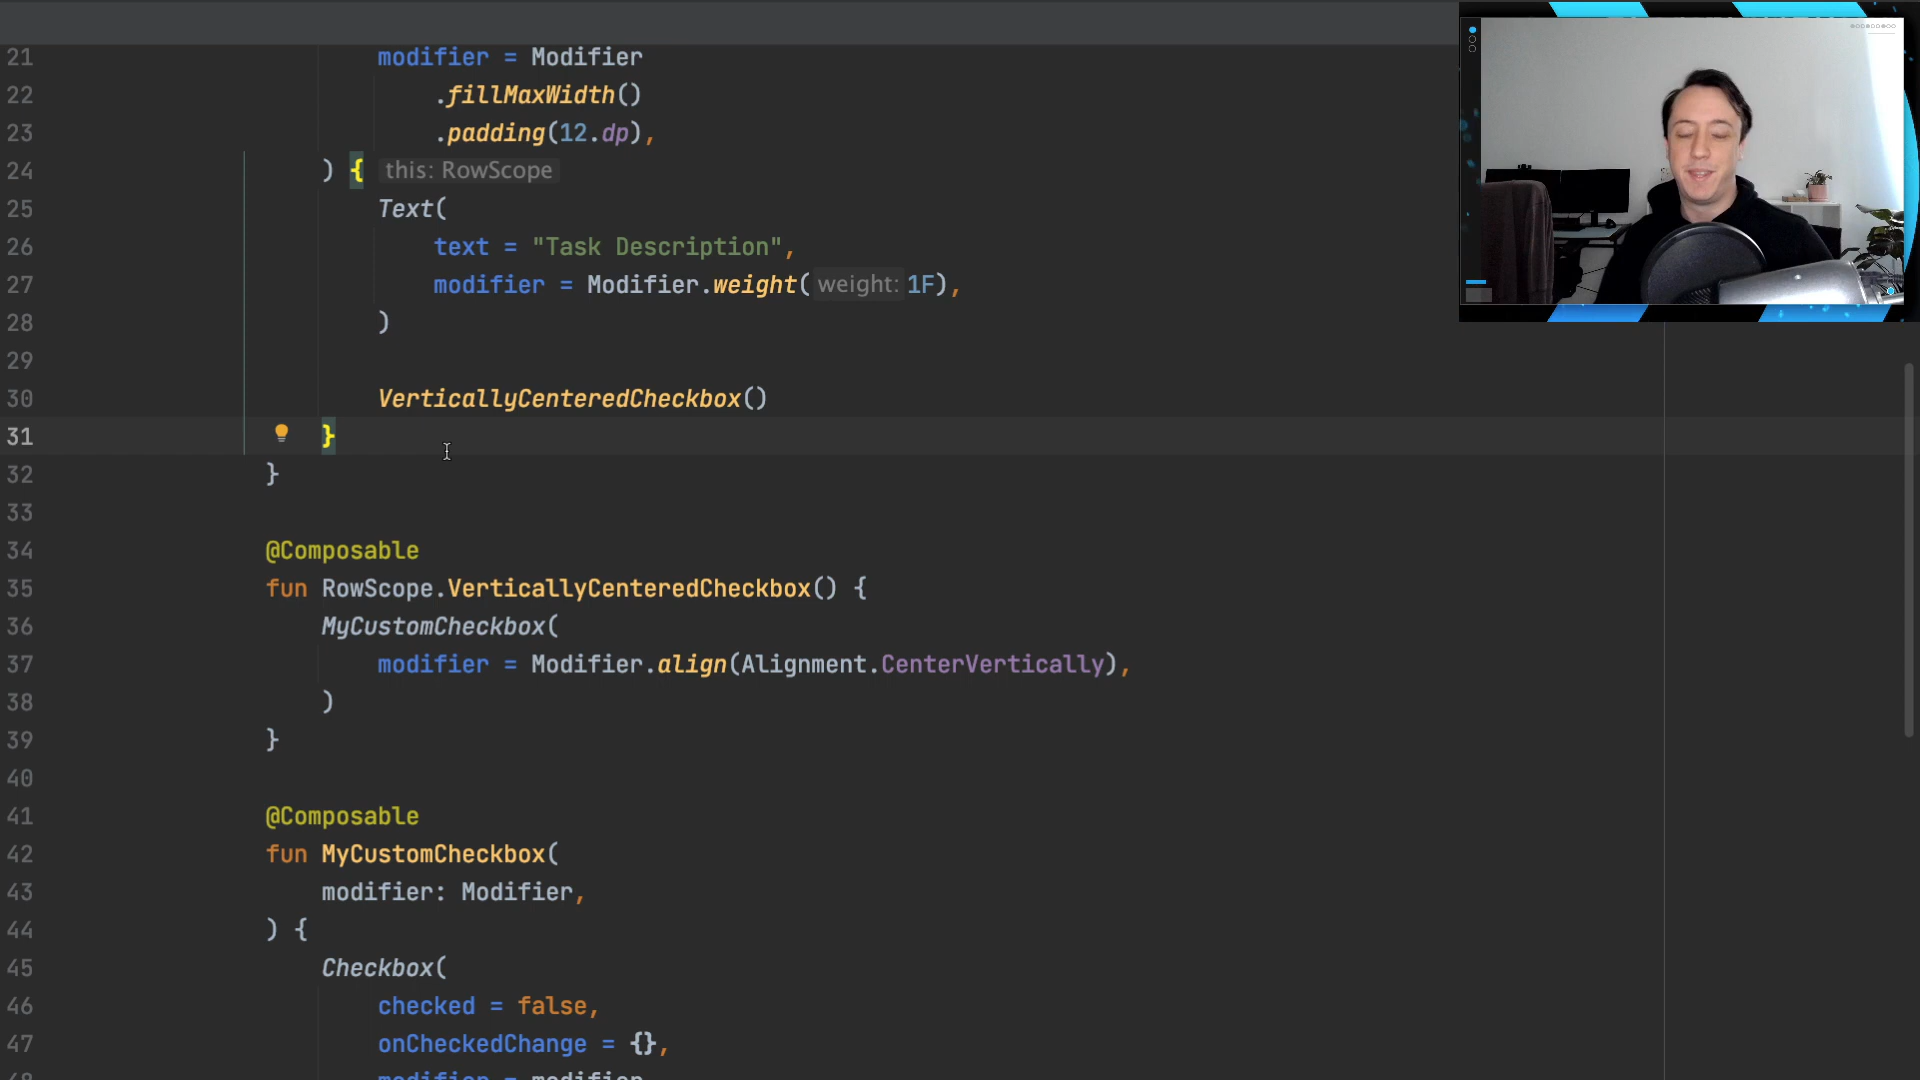 21 modifier = Modifier
22 .fillMaxWidth()
23 .padding(12.dp),
24 ) { this: RowScope
25 Text(
26 text = "Task Description",
27 modifier = Modifier.weight( weight: 1F),
28 )
29
30 VerticallyCenteredCheckbox()
31 }
32 }
33
34 @Composable
35 fun RowScope.VerticallyCenteredCheckbox() {
36 MyCustomCheckbox(
37 modifier = Modifier.align(Alignment.CenterVertically),
38 )
39 }
40
41 @Composable
42 fun MyCustomCheckbox(
43 modifier: Modifier,
44 ) {
45 Checkbox(
46 checked = false,
47 onCheckedChange = {},
48 modifier = modifier